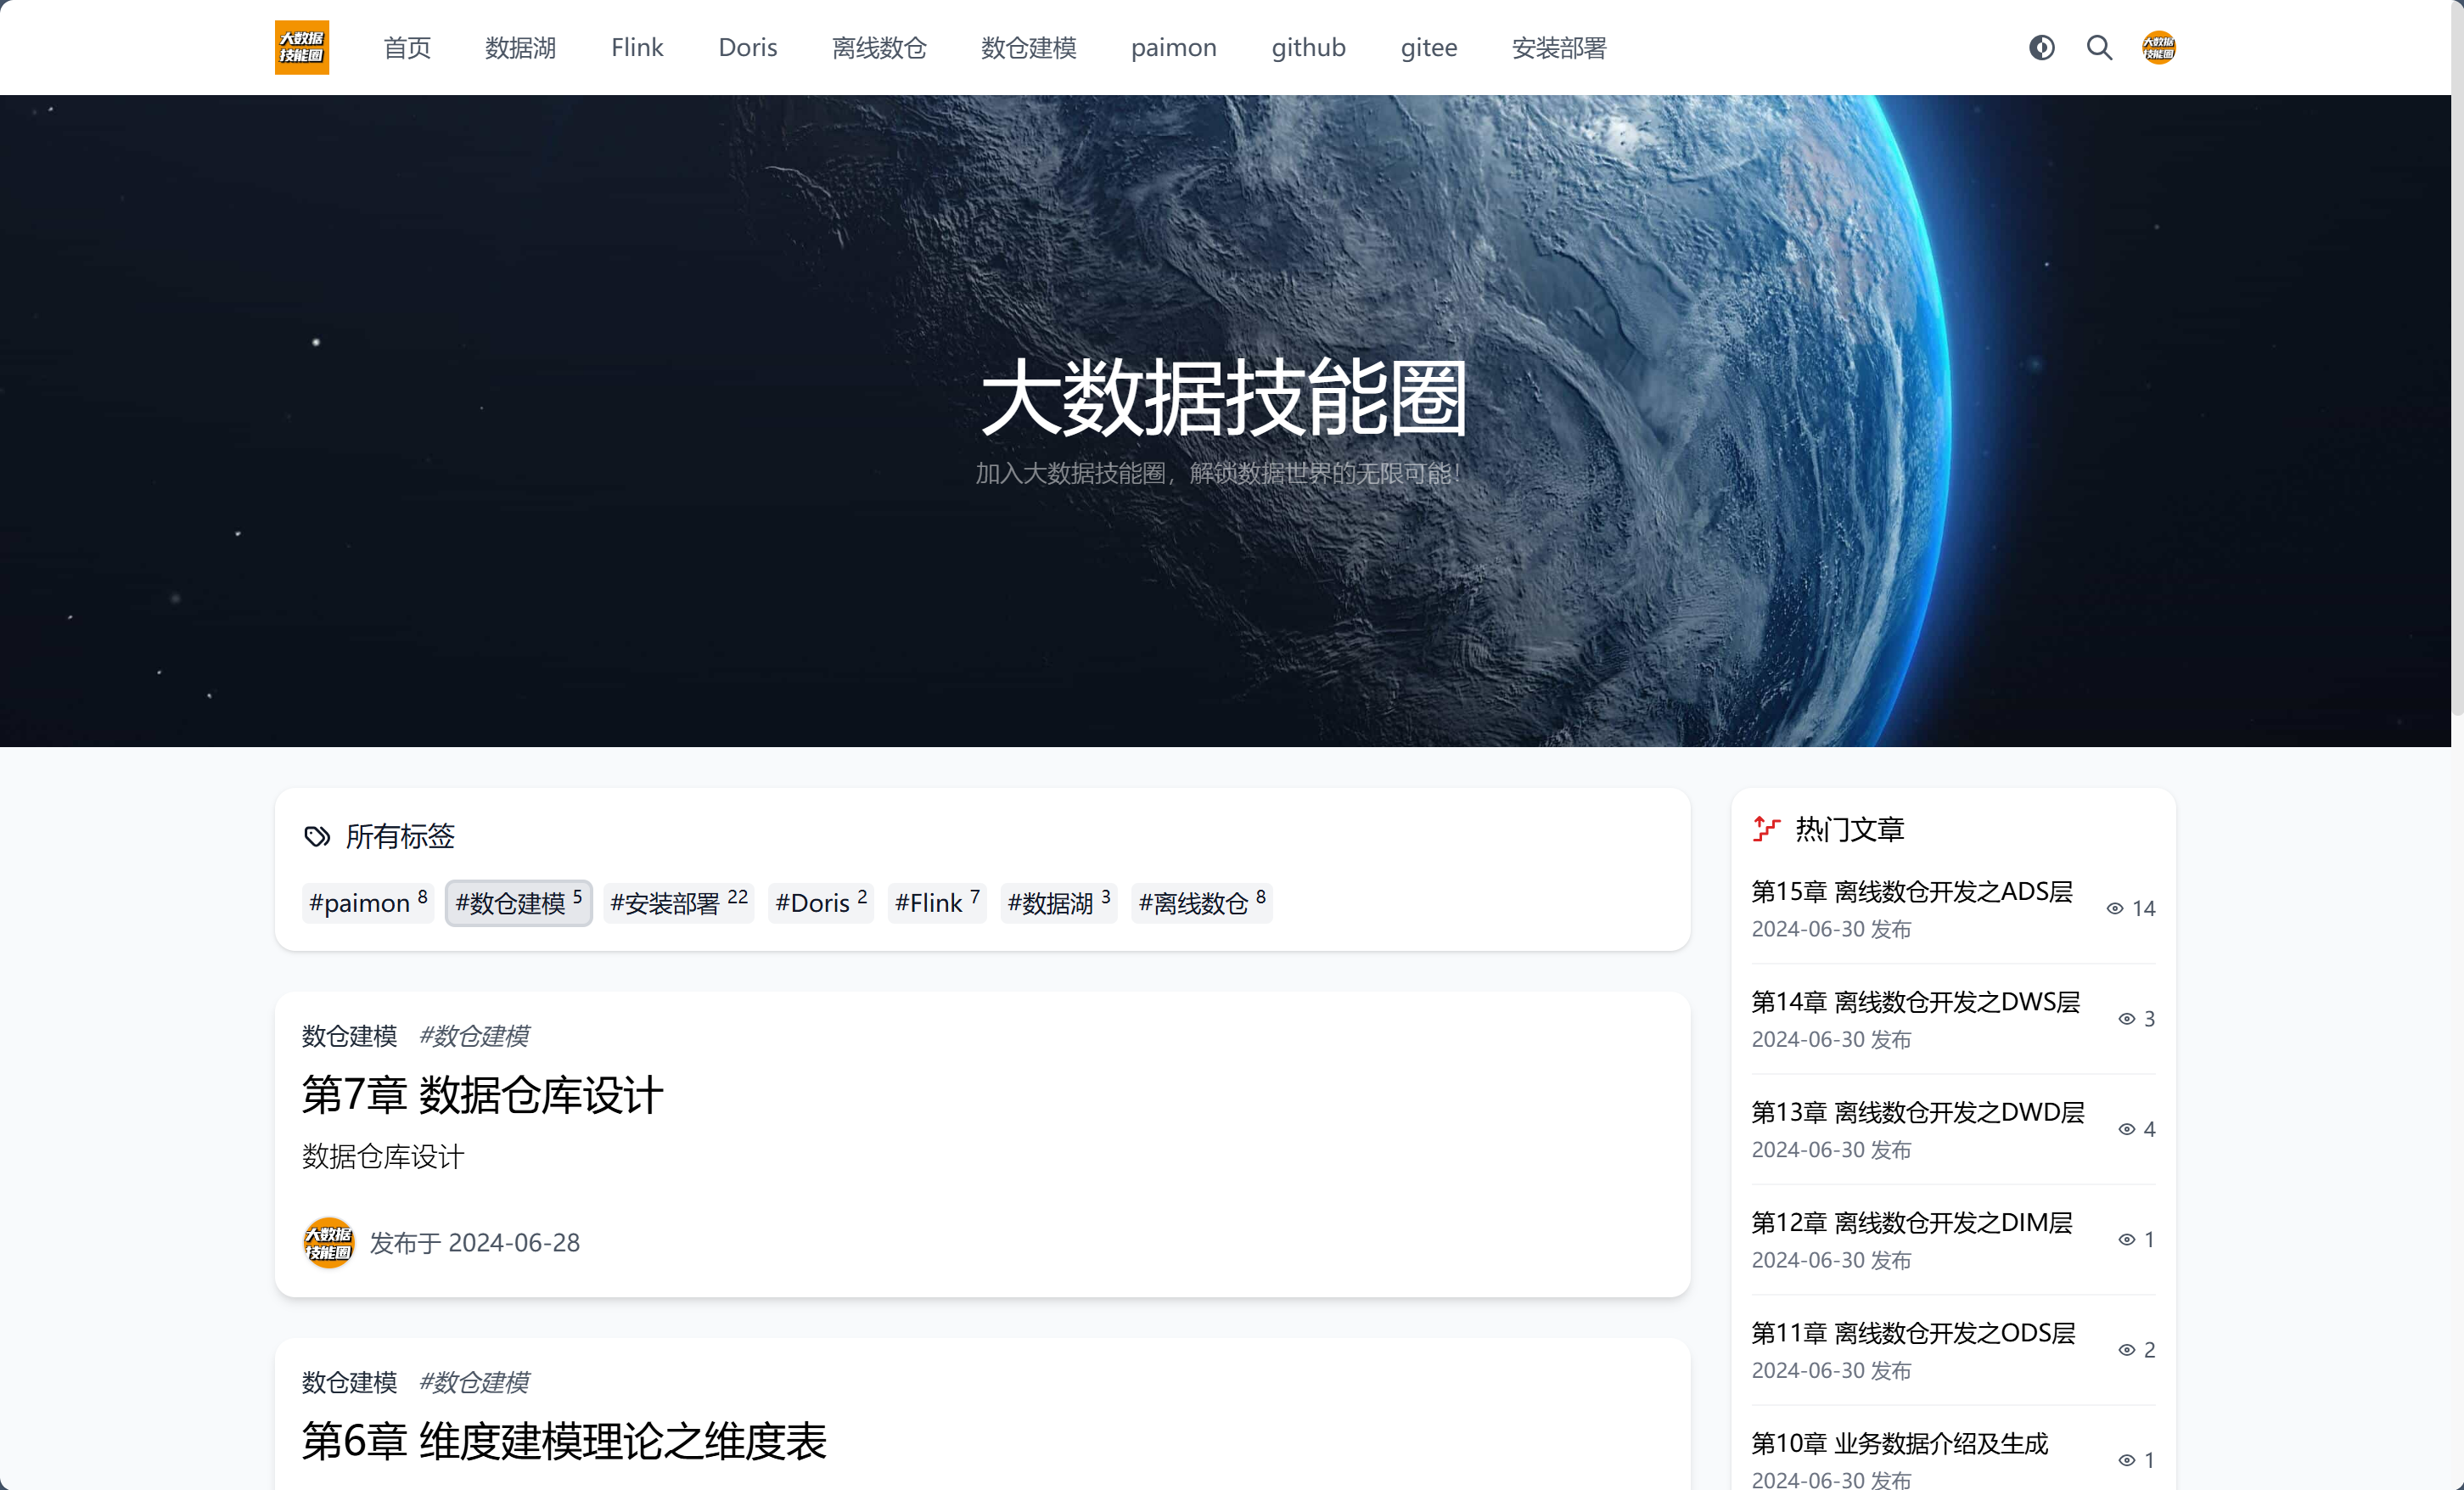 大数据
技能圈
首页 数据湖 Flink Doris 离线数仓 数仓建模 paimon github gitee 安装部署
大数据
技能圈
大数据技能圈
加入大数据技能圈，解锁数据世界的无限可能！
所有标签
#paimon 8 #数仓建模 5 #安装部署 22 #Doris 2 #Flink 7 #数据湖 3 #离线数仓 8
数仓建模 #数仓建模
第7章 数据仓库设计
数据仓库设计
大数据
技能圈
发布于 2024-06-28
数仓建模 #数仓建模
第6章 维度建模理论之维度表
热门文章
第15章 离线数仓开发之ADS层
2024-06-30 发布
14
第14章 离线数仓开发之DWS层
2024-06-30 发布
3
第13章 离线数仓开发之DWD层
2024-06-30 发布
4
第12章 离线数仓开发之DIM层
2024-06-30 发布
1
第11章 离线数仓开发之ODS层
2024-06-30 发布
2
第10章 业务数据介绍及生成
2024-06-30 发布
1